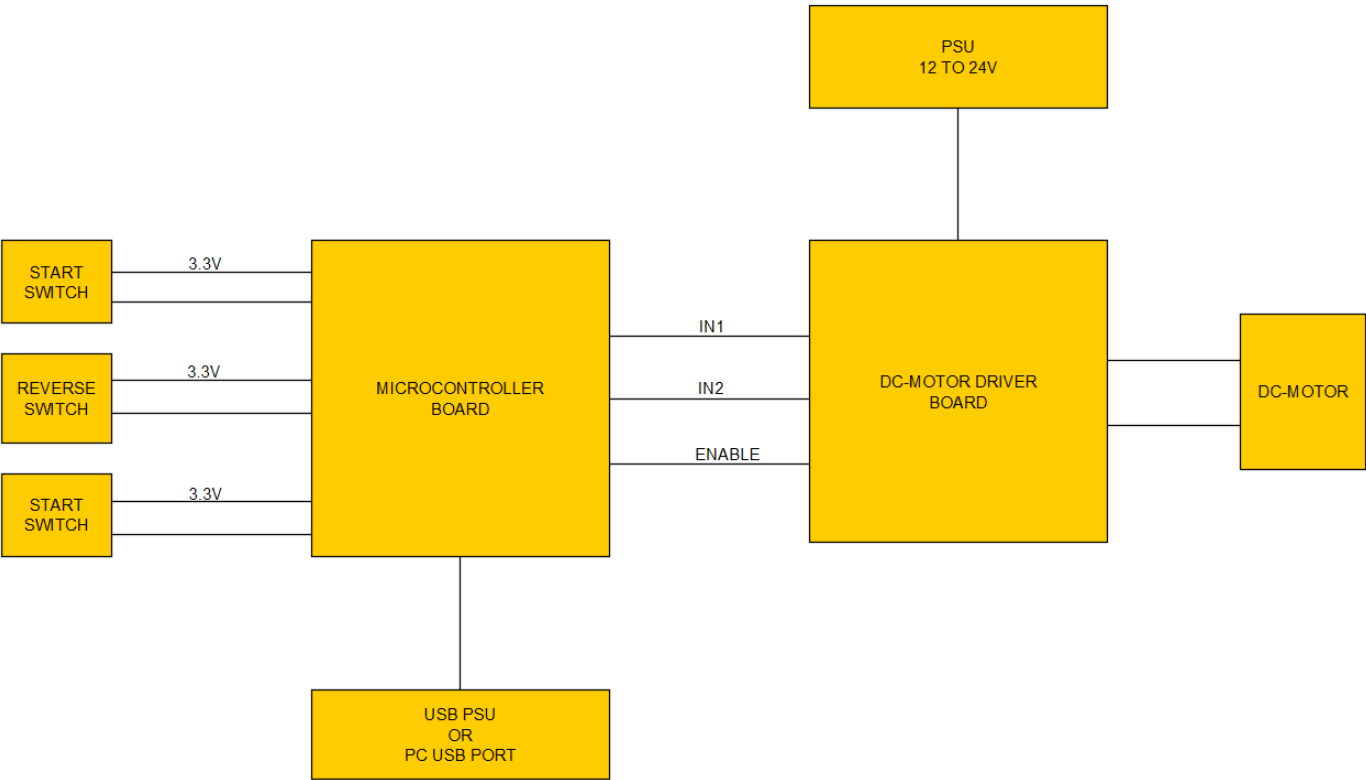 PSU
12 TO 24V
START
SWITCH
3.3V
REVERSE
SWITCH
3.3V
START
SWITCH
3.3V
MICROCONTROLLER
BOARD
IN1
IN2
ENABLE
DC-MOTOR DRIVER
BOARD
DC-MOTOR
USB PSU
OR
PC USB PORT